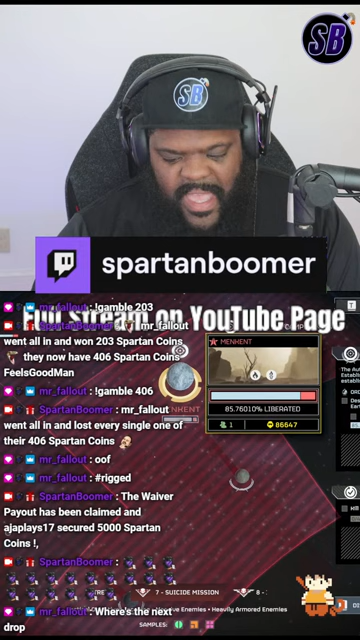 SB
SB
spartanboomer
mr_fallout : !gamble 203
Full Stream on YouTube Page
SpartanBoomer : mr_fallout
went all in and won 203 Spartan Coins
they now have 406 Spartan Coins
FeelsGoodMan
mr_fallout : !gamble 406
SpartanBoomer : mr_fallout
went all in and lost every single one of
their 406 Spartan Coins
mr_fallout : oof
mr_fallout : #rigged
SpartanBoomer : The Waiver
Payout has been claimed and
ajaplays17 secured 5000 Spartan
Coins !,
SpartanBoomer :
mr_fallout : Where's the next
drop
MENHENT
85.76010% LIBERATED
1
86647
7 - SUICIDE MISSION
8 -
Enemies • Heavily Armored Enemies
SAMPLES:
T